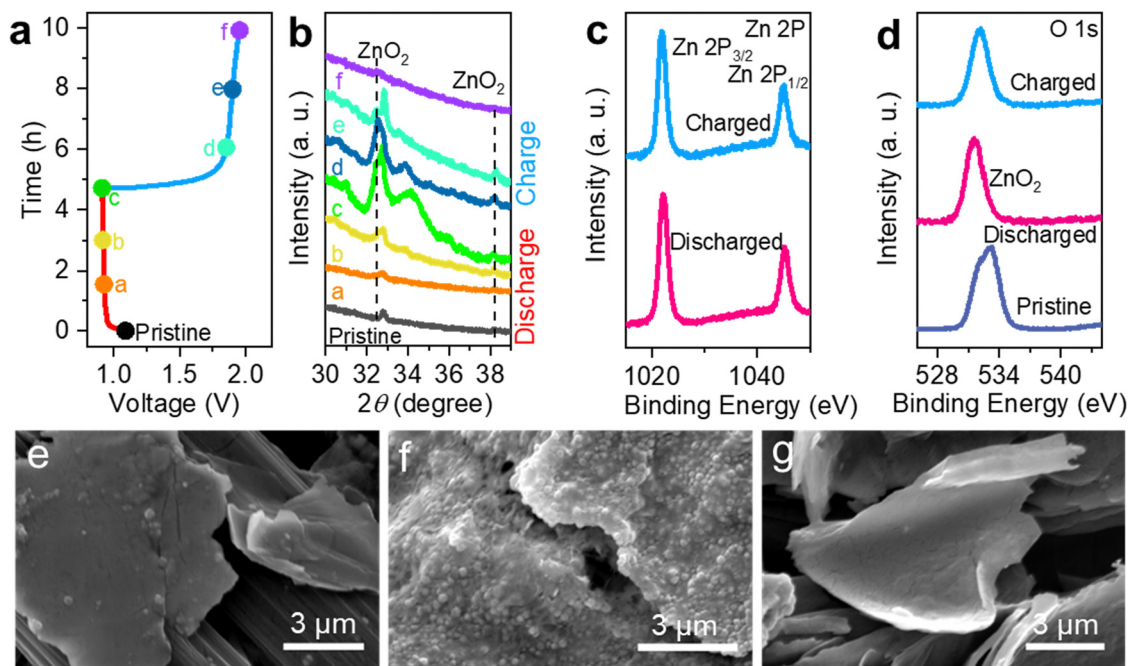 a
10
8
6
4
2
0
Time (h)
f
e
d
c
b
a
Pristine
1.0
1.5
2.0
Voltage (V)
b
ZnO₂
ZnO₂
f
e
d
c
b
a
Pristine
Intensity (a. u.)
Charge
Discharge
30
32
34
36
38
2θ (degree)
c
Zn 2P
Zn 2P₃/₂
Zn 2P₁/₂
Charged
Discharged
Intensity (a. u.)
1020
1040
Binding Energy (eV)
d
O 1s
Charged
ZnO₂
Discharged
Pristine
Intensity (a. u.)
528
534
540
Binding Energy (eV)
e
3 µm
f
3 µm
g
3 µm